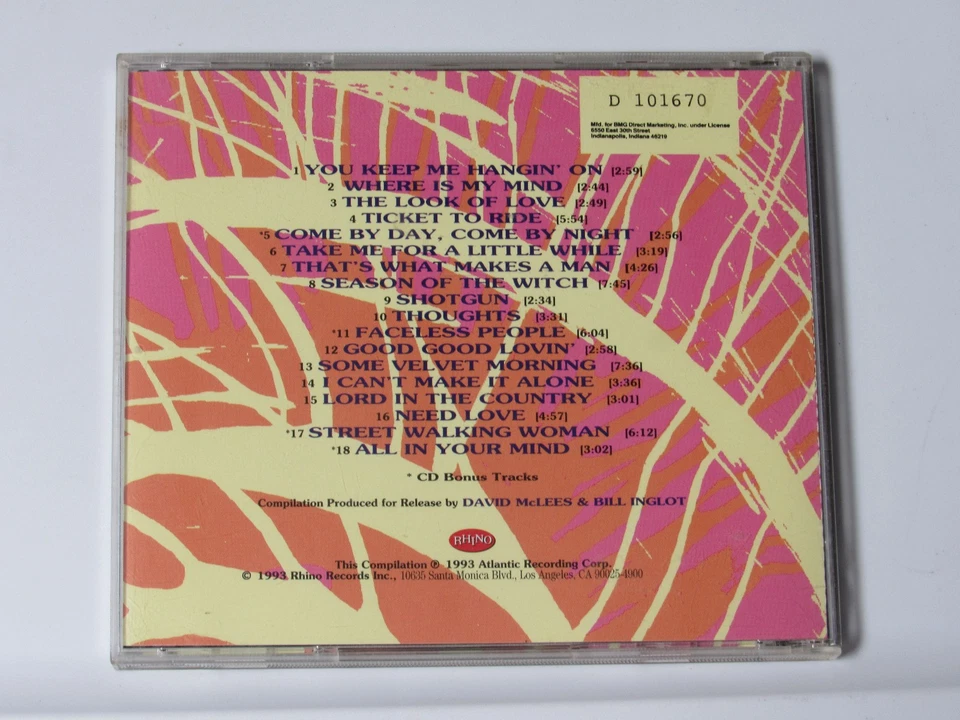 D 101670
Mfd. for BMG Direct Marketing, Inc. under License
6550 East 30th Street
Indianapolis, Indiana 46219
1 YOU KEEP ME HANGIN' ON [2:59]
2 WHERE IS MY MIND [2:44]
3 THE LOOK OF LOVE [2:49]
4 TICKET TO RIDE [5:54]
*5 COME BY DAY, COME BY NIGHT [2:56]
6 TAKE ME FOR A LITTLE WHILE [3:19]
7 THAT'S WHAT MAKES A MAN [4:26]
8 SEASON OF THE WITCH [7:45]
9 SHOTGUN [2:34]
10 THOUGHTS [3:31]
*11 FACELESS PEOPLE [6:04]
12 GOOD GOOD LOVIN' [2:58]
13 SOME VELVET MORNING [7:36]
14 I CAN'T MAKE IT ALONE [3:36]
15 LORD IN THE COUNTRY [3:01]
16 NEED LOVE [4:57]
*17 STREET WALKING WOMAN [6:12]
*18 ALL IN YOUR MIND [3:02]
* CD Bonus Tracks
Compilation Produced for Release by DAVID McLEES & BILL INGLOT
RHINO
This Compilation ℗ 1993 Atlantic Recording Corp.
© 1993 Rhino Records Inc., 10635 Santa Monica Blvd., Los Angeles, CA 90025-4900